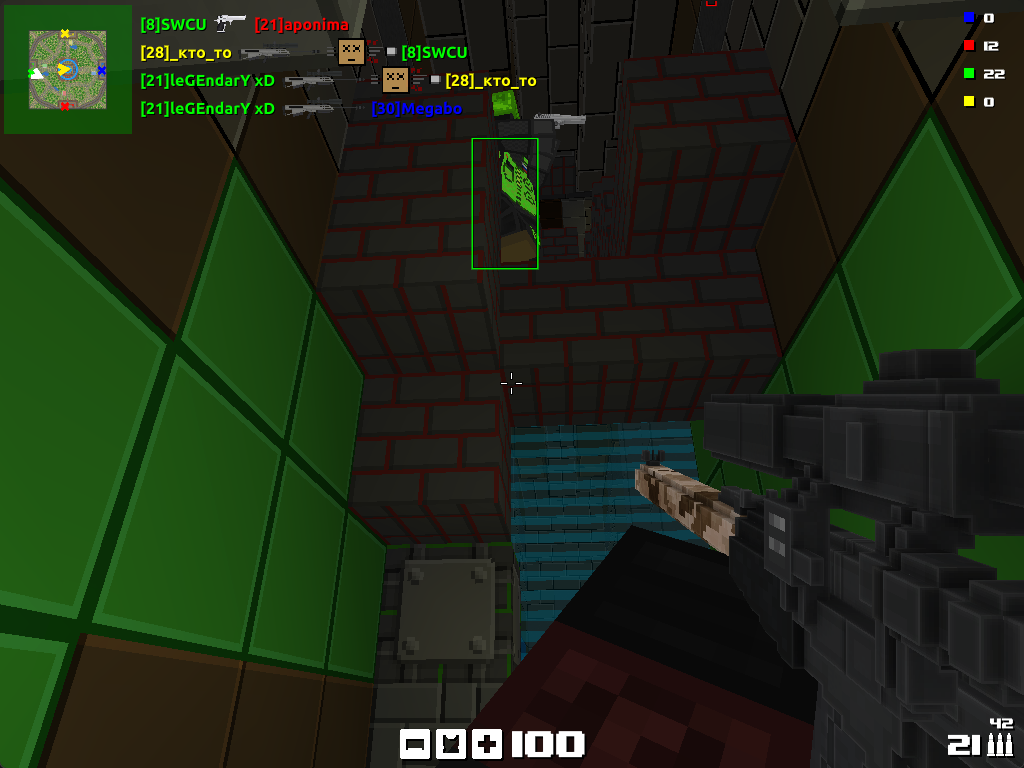 [8]SWCU [21]aponima
[28]_кто_то [8]SWCU
[21]leGEndarY xD [28]_кто_то
[21]leGEndarY xD [30]Megabo
0
12
22
0
100
42
21